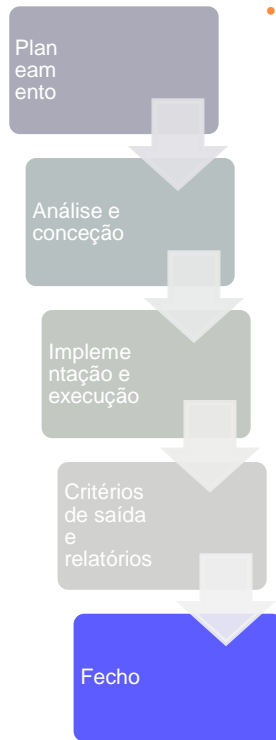 Plan
eam
ento
Análise e
conceção
Impleme
ntação e
execução
Critérios
de saída
e
relatórios
Fecho